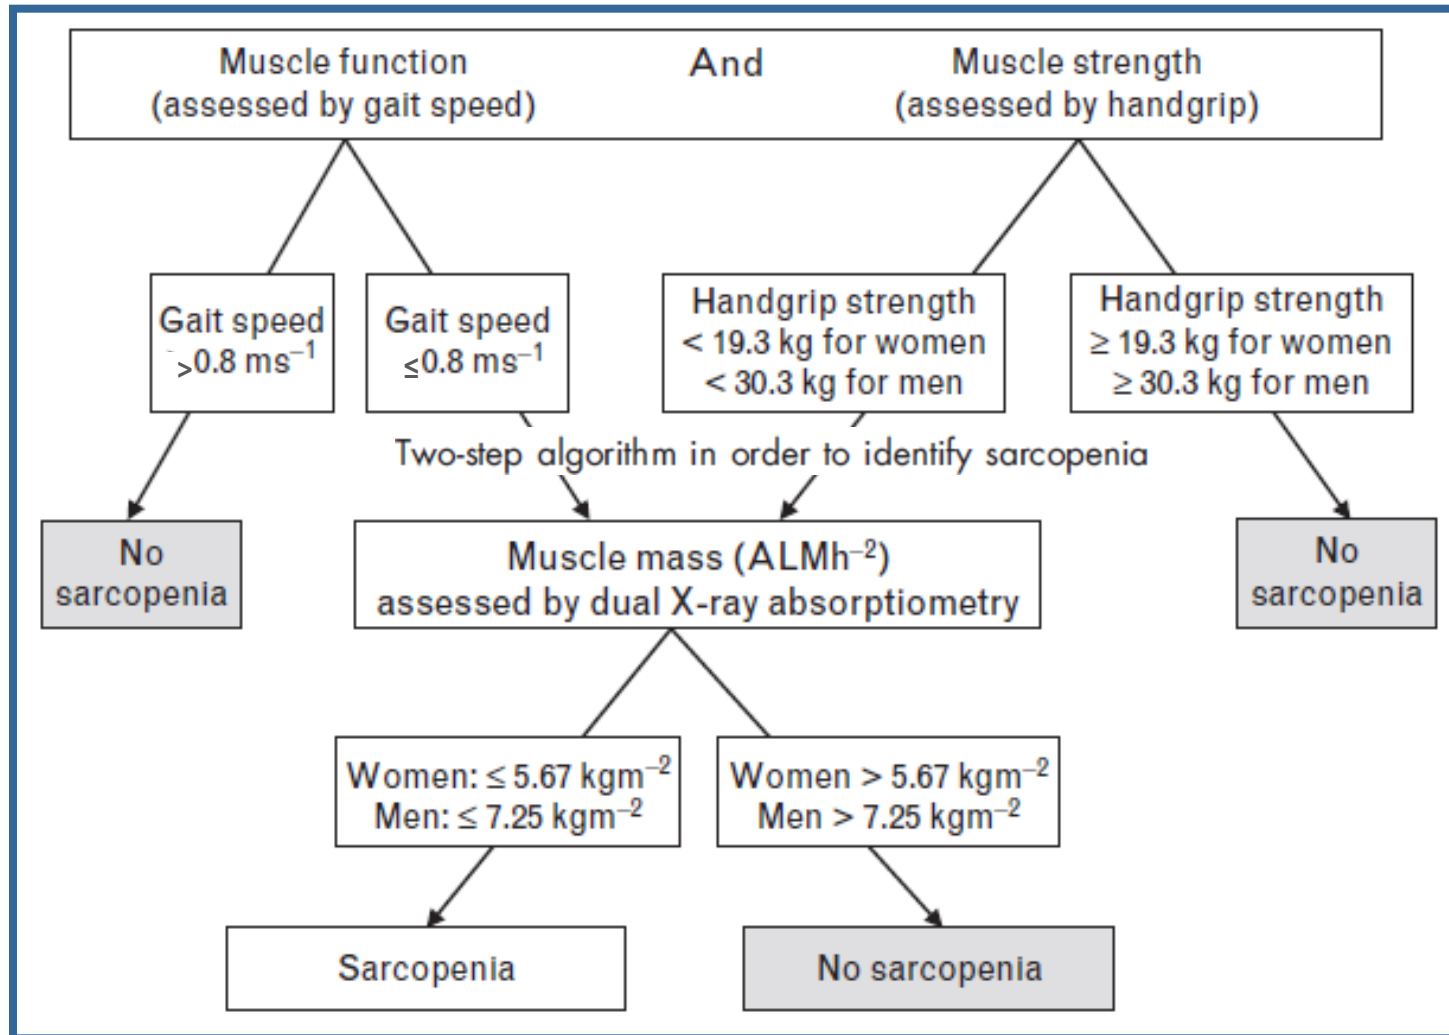 Muscle function
(assessed by gait speed)
And
Muscle strength
(assessed by handgrip)
Gait speed
>0.8 ms⁻¹
Gait speed
≤0.8 ms⁻¹
Handgrip strength
< 19.3 kg for women
< 30.3 kg for men
Handgrip strength
≥ 19.3 kg for women
≥ 30.3 kg for men
Two-step algorithm in order to identify sarcopenia
No
sarcopenia
Muscle mass (ALMh⁻²)
assessed by dual X-ray absorptiometry
No
sarcopenia
Women: ≤ 5.67 kgm⁻²
Men: ≤ 7.25 kgm⁻²
Women > 5.67 kgm⁻²
Men > 7.25 kgm⁻²
Sarcopenia
No sarcopenia